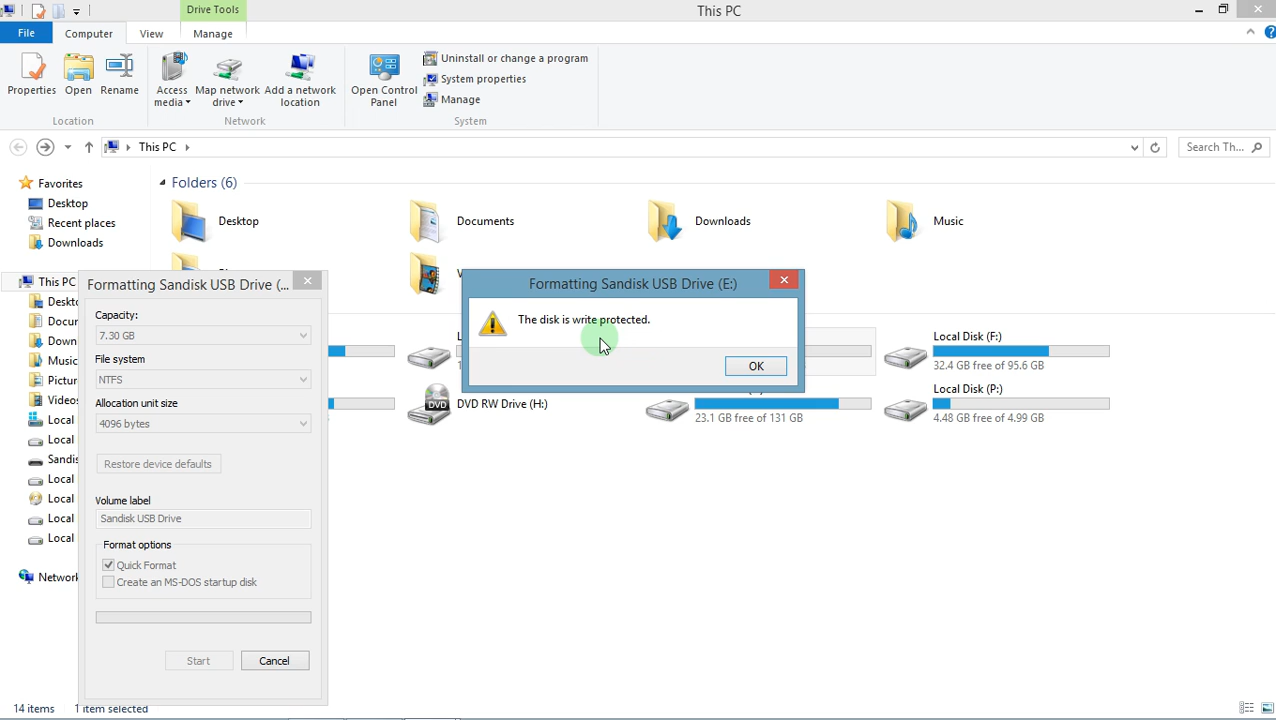 Drive Tools
This PC
File
Computer
View
Manage
Properties
Open
Rename
Access media
Map network drive
Add a network location
Open Control Panel
Uninstall or change a program
System properties
Manage
Location
Network
System
This PC
Search Th...
Favorites
Desktop
Recent places
Downloads
This PC
Deskto
Docum
Down
Music
Picture
Videos
Local
Local
Sandis
Local
Local
Local
Local
Network
Folders (6)
Desktop
Documents
Downloads
Music
Formatting Sandisk USB Drive (...
Capacity:
7.30 GB
File system
NTFS
Allocation unit size
4096 bytes
Restore device defaults
Volume label
Sandisk USB Drive
Format options
Quick Format
Create an MS-DOS startup disk
Start
Cancel
Formatting Sandisk USB Drive (E:)
The disk is write protected.
OK
Local Disk (F:)
32.4 GB free of 95.6 GB
DVD RW Drive (H:)
DVD
23.1 GB free of 131 GB
Local Disk (P:)
4.48 GB free of 4.99 GB
14 items
1 item selected